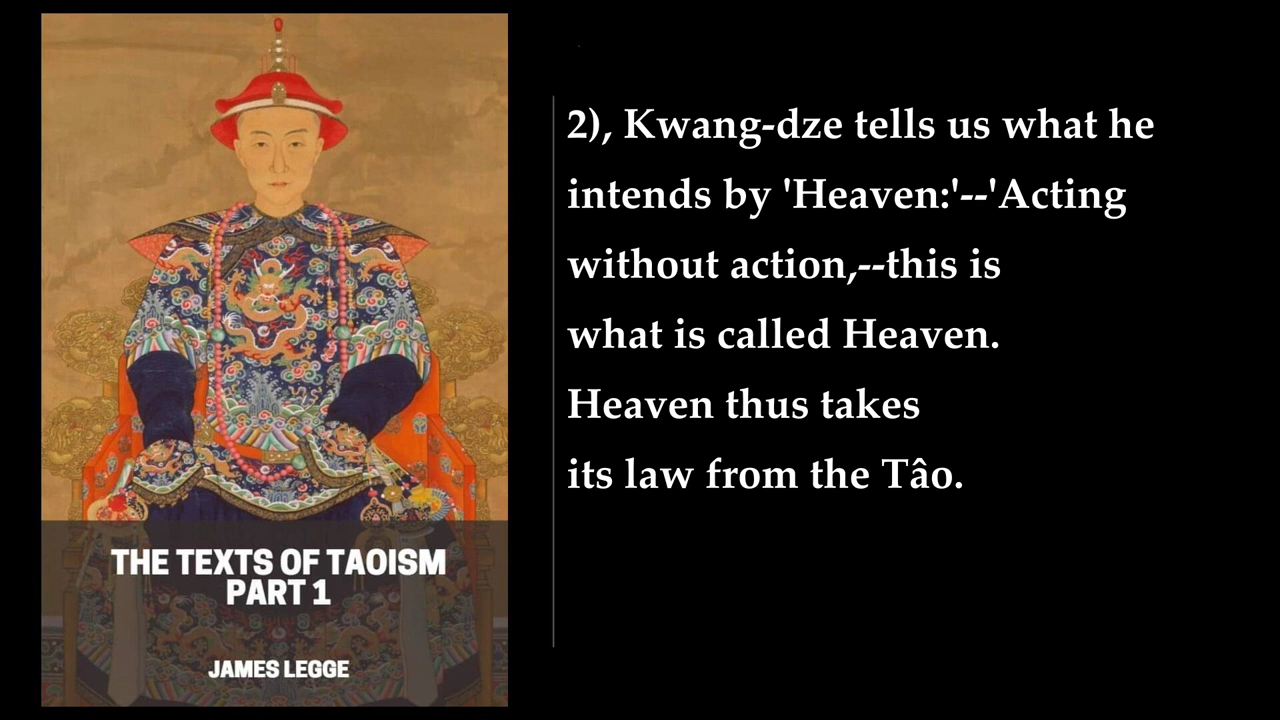 THE TEXTS OF TAOISM
PART 1
JAMES LEGGE
2), Kwang-dze tells us what he
intends by 'Heaven:'--'Acting
without action,--this is
what is called Heaven.
Heaven thus takes
its law from the Tâo.